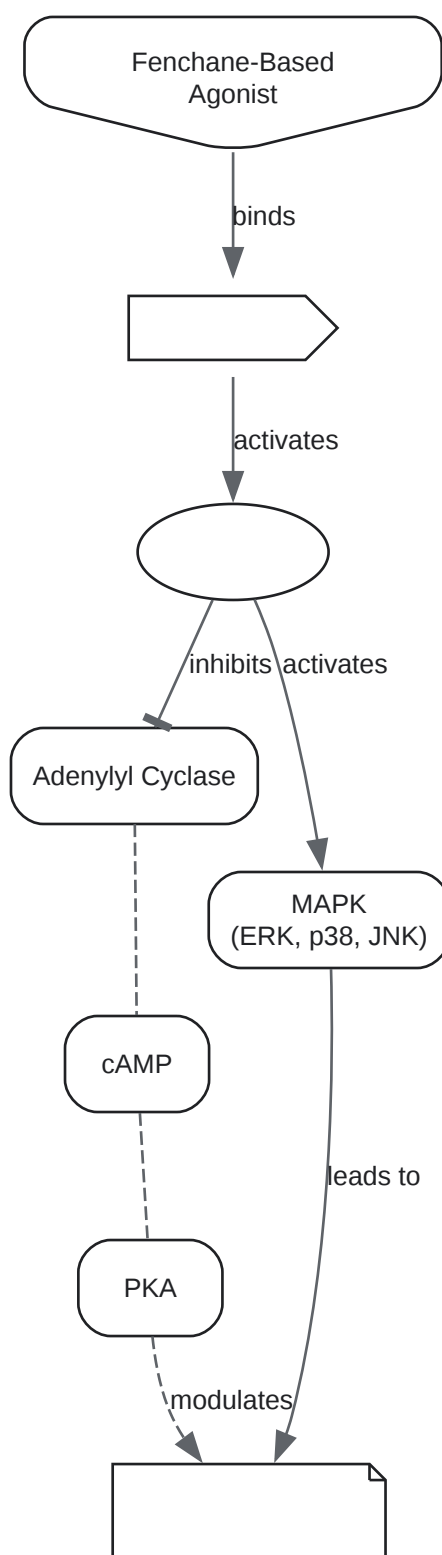 Fenchane-Based
Agonist
binds
activates
inhibits
activates
Adenylyl Cyclase
MAPK
(ERK, p38, JNK)
cAMP
leads to
PKA
modulates